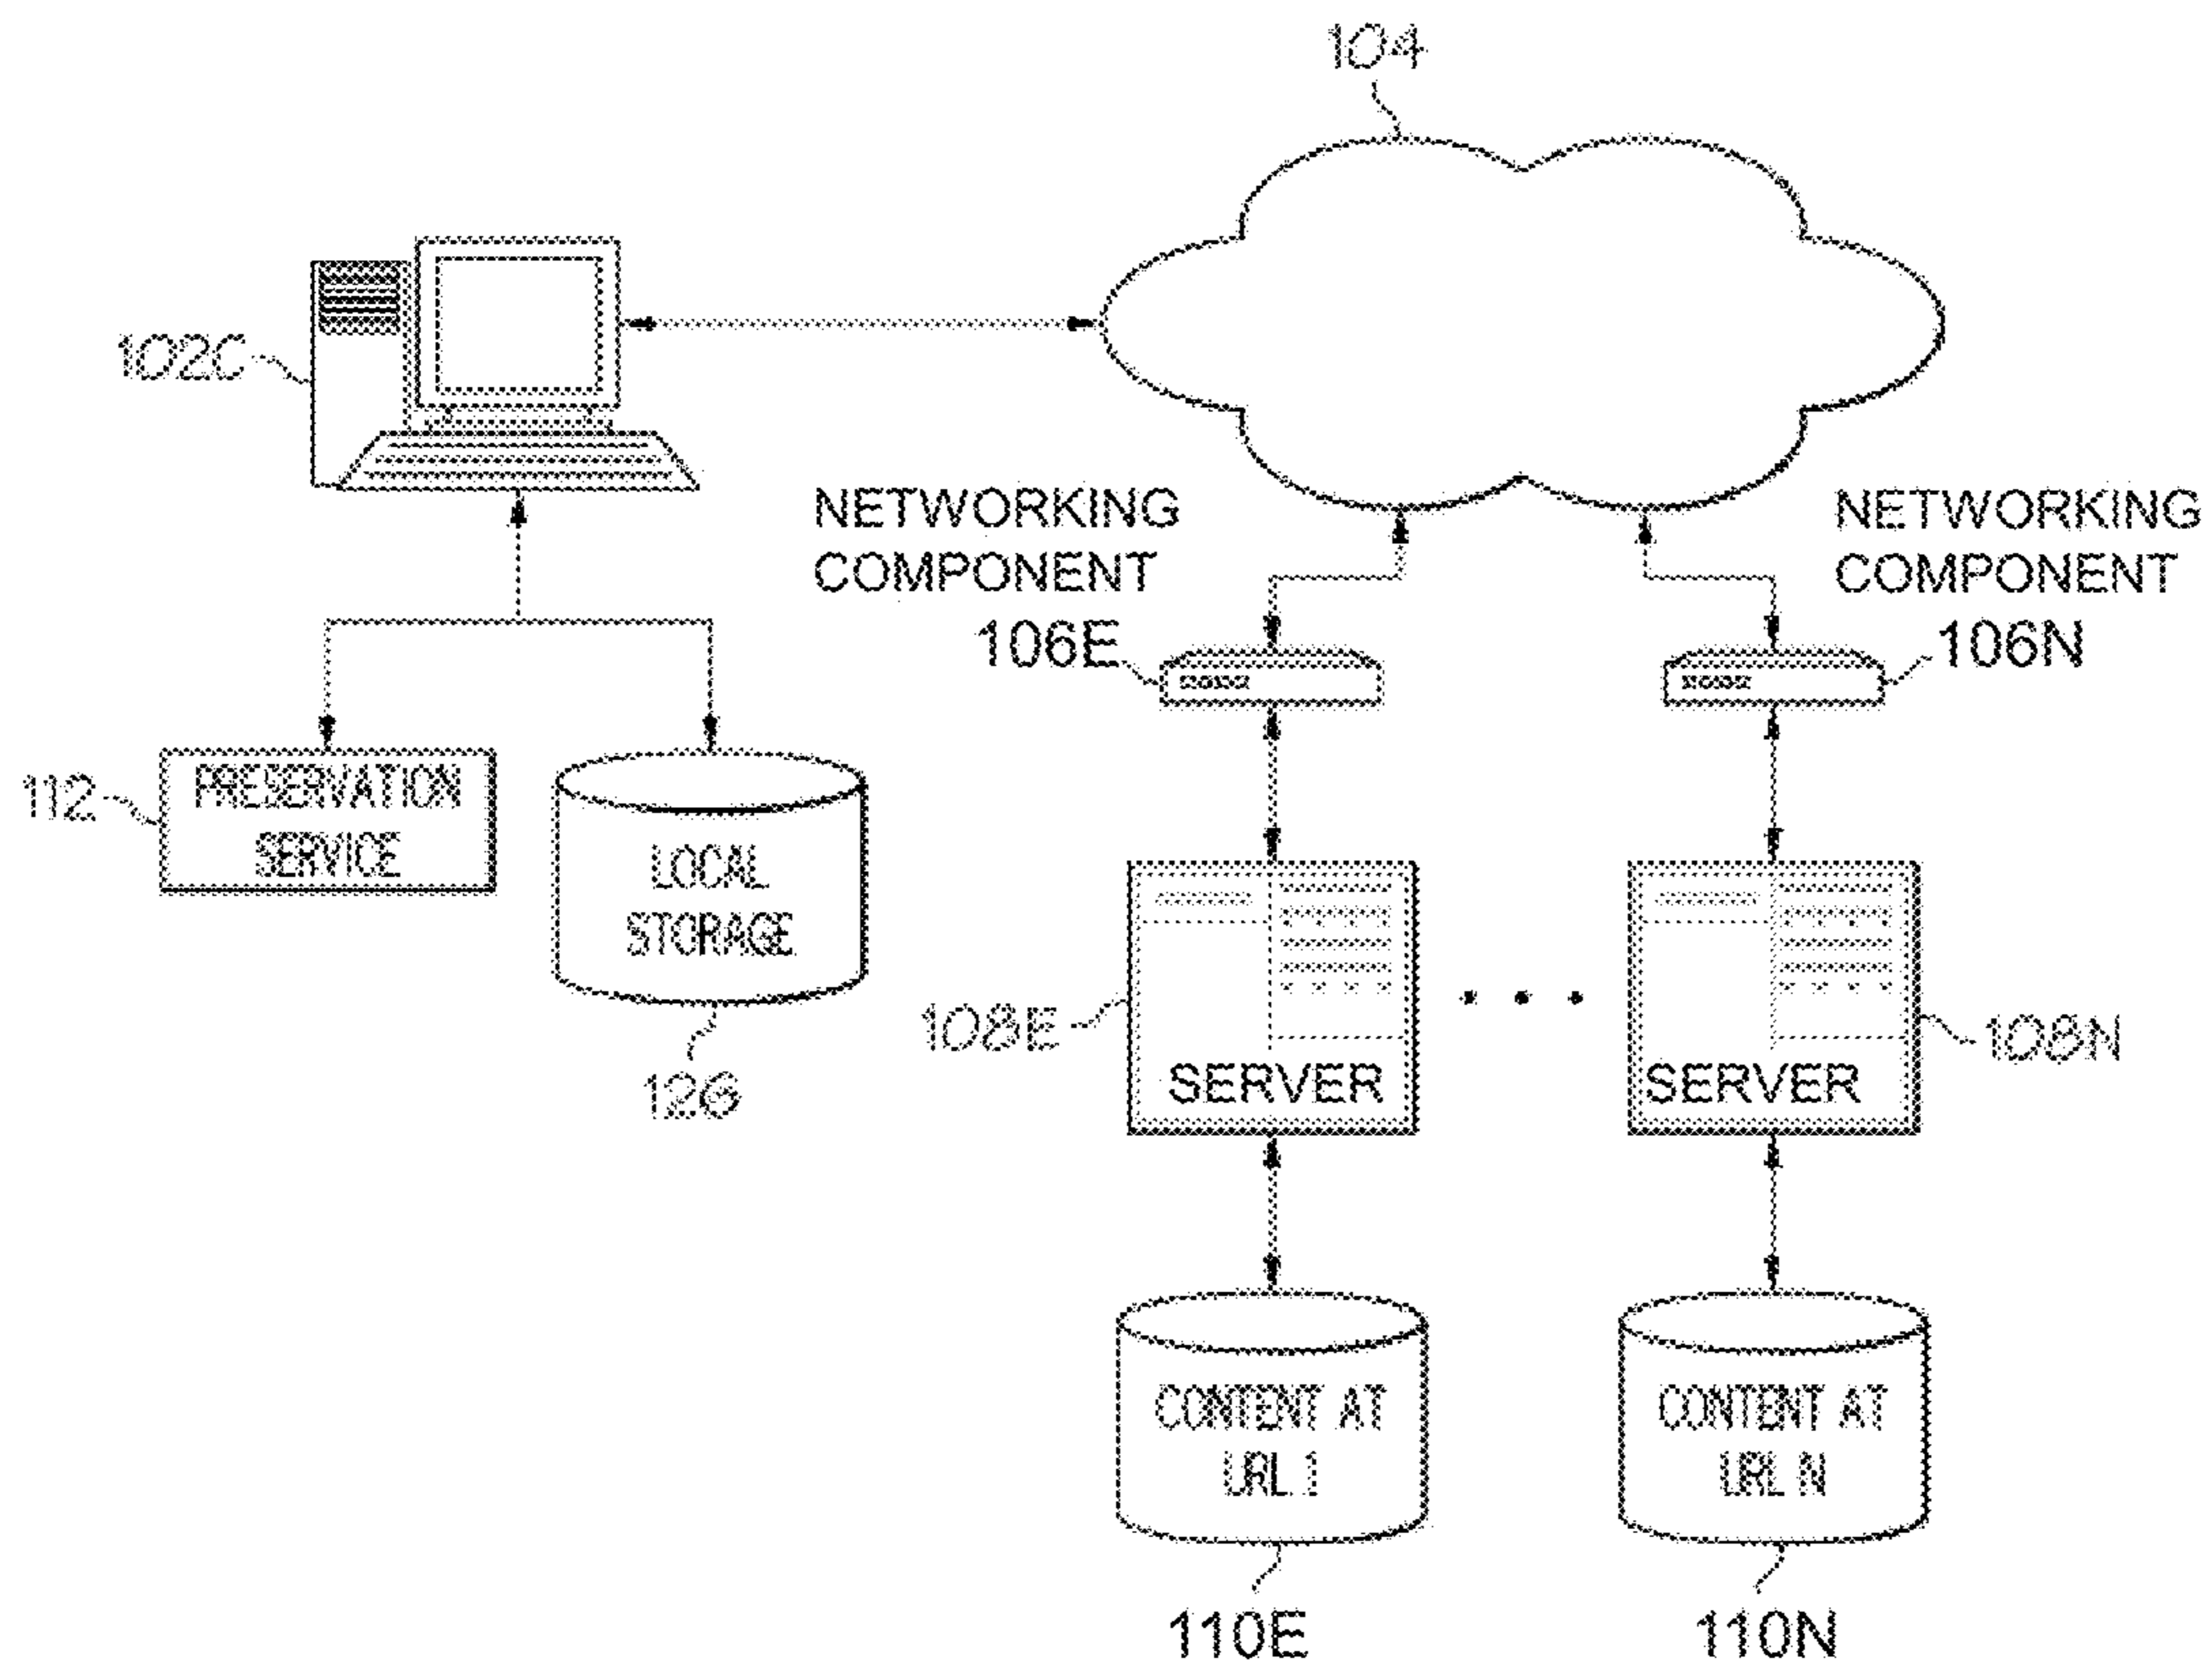 104
102C
NETWORKING
COMPONENT
106E
NETWORKING
COMPONENT
106N
112
PRESERVATION
SERVICE
LOCAL
STORAGE
126
108E
SERVER
. . .
SERVER
108N
CONTENT AT
URL 1
CONTENT AT
URL N
110E
110N